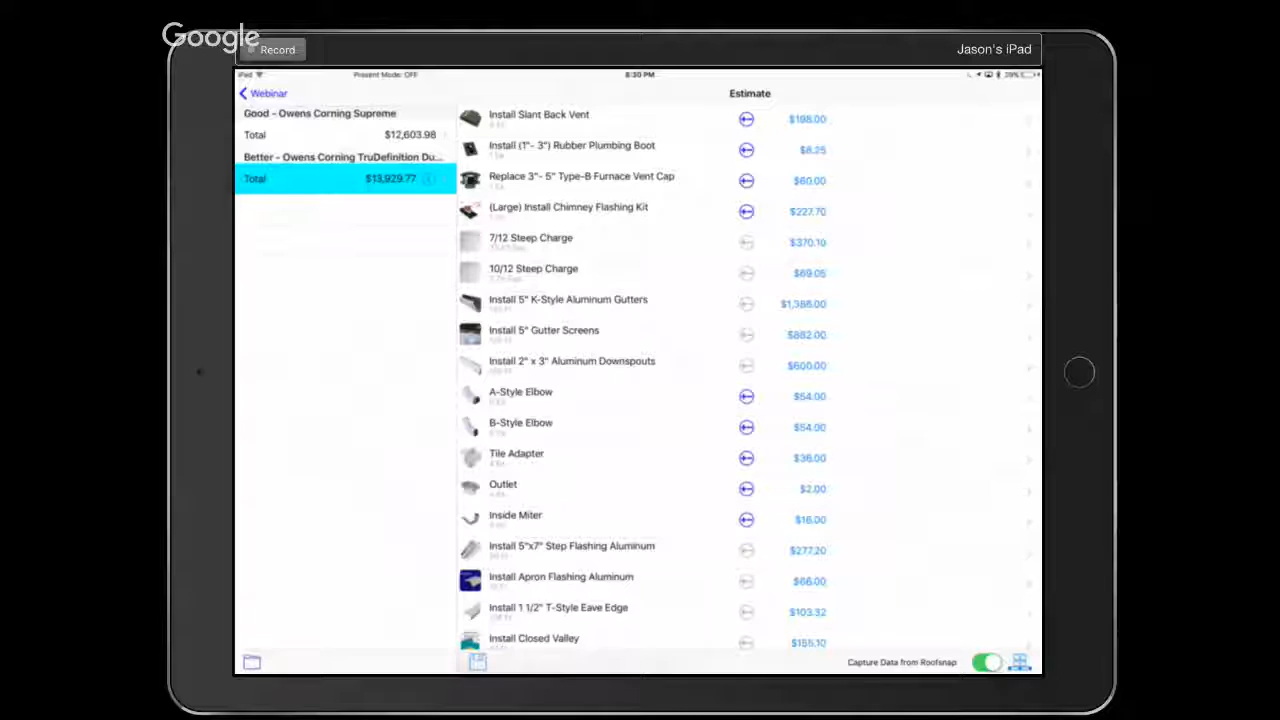 Google
Record
Jason's iPad
iPad
Present Mode: OFF
8:30 PM
39%
Webinar
Estimate
Good - Owens Corning Supreme
Total $12,603.98
Better - Owens Corning TruDefinition Du...
Total $13,929.77
Install Slant Back Vent $198.00
Install (1"- 3") Rubber Plumbing Boot $8.25
1 Ea
Replace 3"- 5" Type-B Furnace Vent Cap $60.00
1 Ea
(Large) Install Chimney Flashing Kit $227.70
7/12 Steep Charge $370.10
10/12 Steep Charge $69.05
Install 5" K-Style Aluminum Gutters $1,386.00
Install 5" Gutter Screens $882.00
Install 2" x 3" Aluminum Downspouts $600.00
A-Style Elbow $54.00
B-Style Elbow $54.00
Tile Adapter $36.00
Outlet $2.00
Inside Miter $16.00
Install 5"x7" Step Flashing Aluminum $277.20
Install Apron Flashing Aluminum $66.00
Install 1 1/2" T-Style Eave Edge $103.32
Install Closed Valley $155.10
Capture Data from Roofsnap